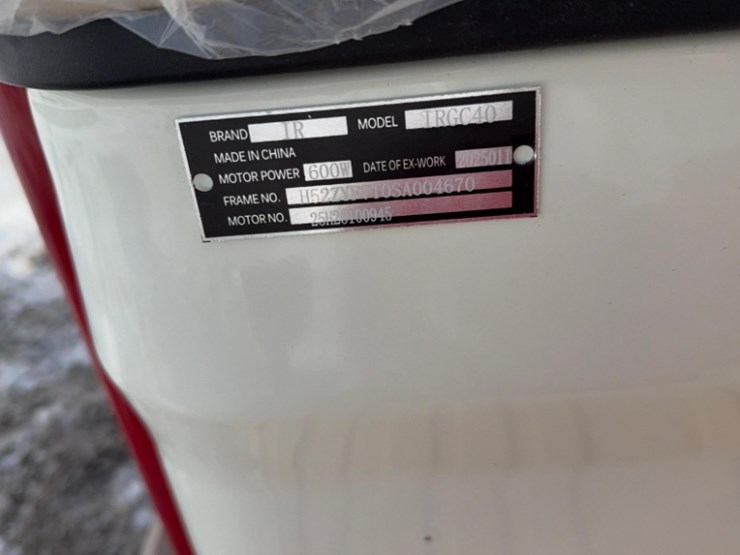 BRAND IR MODEL IRGC40
MADE IN CHINA
MOTOR POWER 600W DATE OF EX-WORK
FRAME NO.
MOTOR NO.